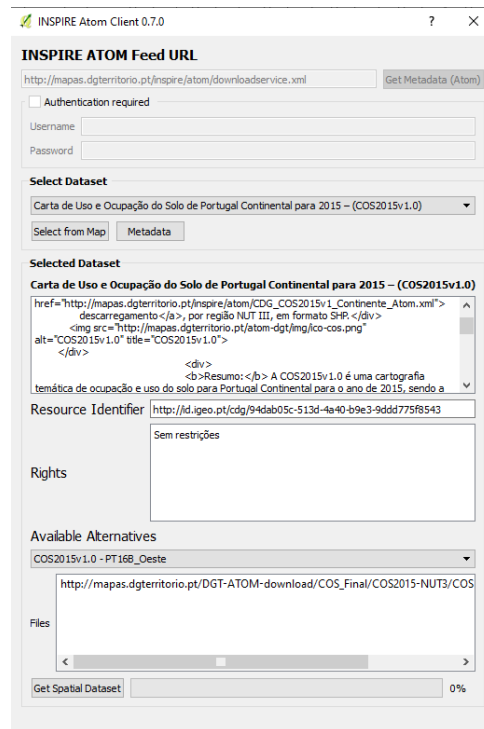 INSPIRE Atom Client 0.7.0
?
INSPIRE ATOM Feed URL
http://mapas.dgterritorio.pt/inspire/atom/downloadservice.xml
Get Metadata (Atom)
Authentication required
Username
Password
Select Dataset
Carta de Uso e Ocupação do Solo de Portugal Continental para 2015 – (COS2015v1.0)
Select from Map
Metadata
Selected Dataset
Carta de Uso e Ocupação do Solo de Portugal Continental para 2015 – (COS2015v1.0)
href="http://mapas.dgterritorio.pt/inspire/atom/CDG_COS2015v1_Continente_Atom.xml">
descarregamento</a>, por região NUT III, em formato SHP.</div>
<img src="http://mapas.dgterritorio.pt/atom-dgt/img/ico-cos.png"
alt="COS2015v1.0" title="COS2015v1.0">
</div>
<div>
<b>Resumo:</b> A COS2015v1.0 é uma cartografia
temática de ocupação e uso do solo para Portugal Continental para o ano de 2015, sendo a
Resource Identifier
http://id.igeo.pt/cdg/94dab05c-513d-4a40-b9e3-9ddd775f8543
Rights
Sem restrições
Available Alternatives
COS2015v1.0 - PT16B_Oeste
Files
http://mapas.dgterritorio.pt/DGT-ATOM-download/COS_Final/COS2015-NUT3/COS
Get Spatial Dataset
0%